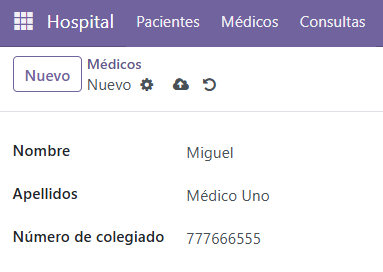 Hospital Pacientes Médicos Consultas
Nuevo
Médicos
Nuevo
Nombre Miguel
Apellidos Médico Uno
Número de colegiado 777666555